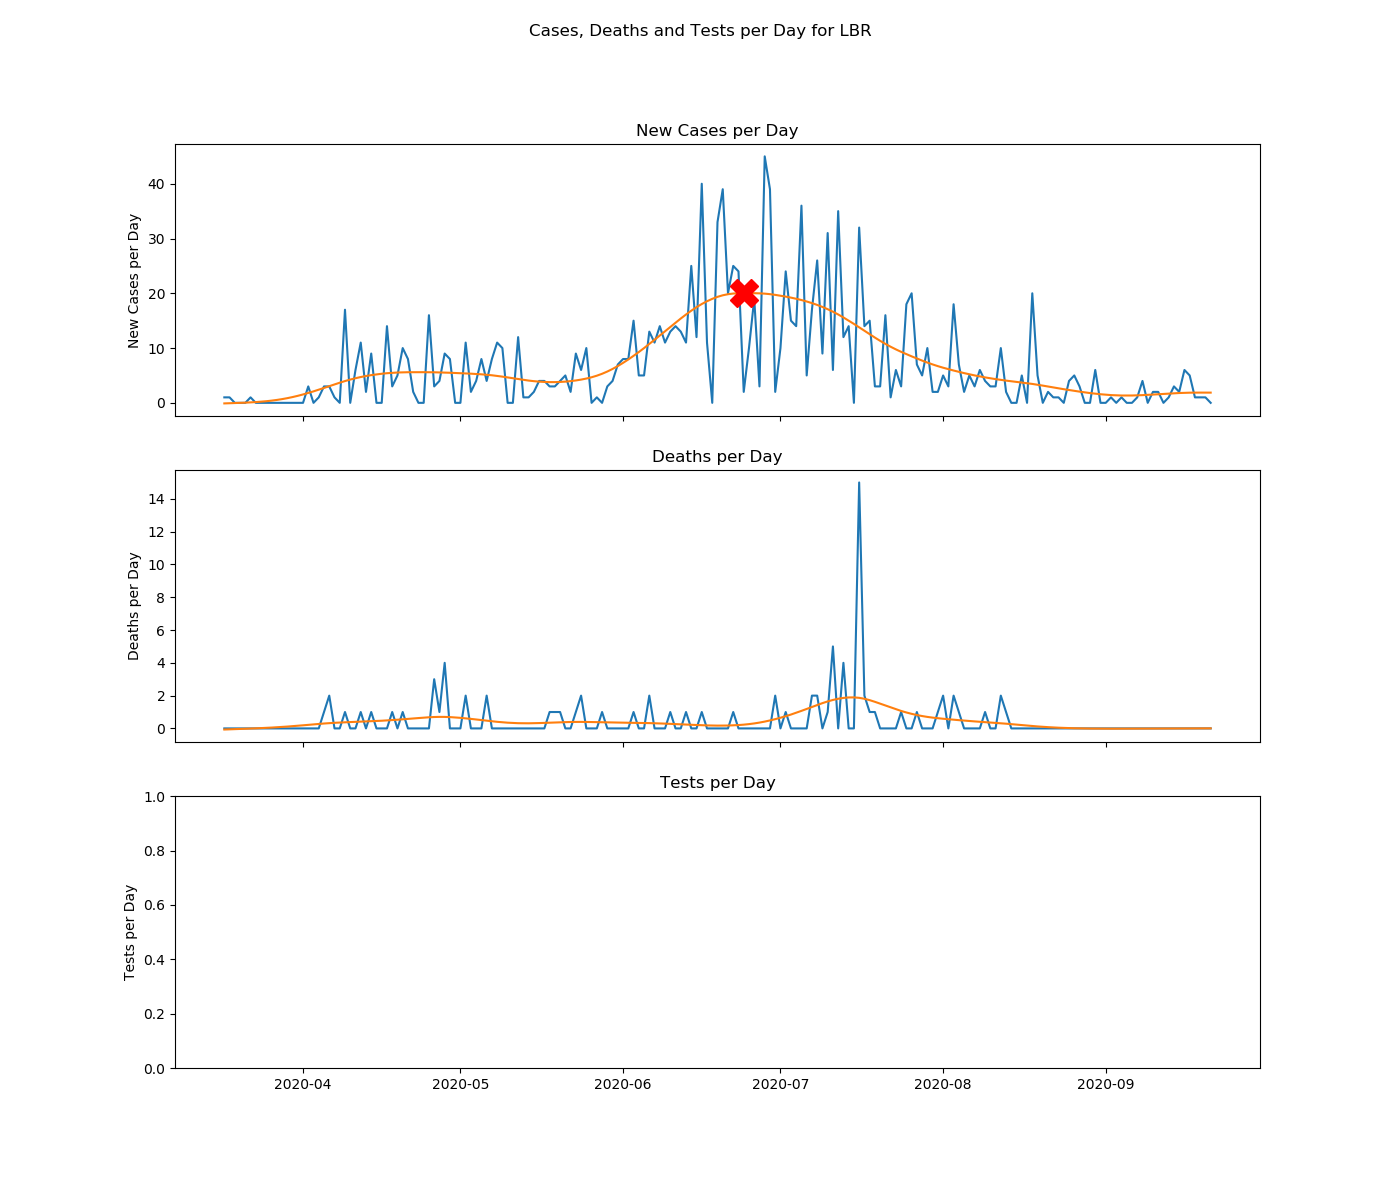 Cases, Deaths and Tests per Day for LBR
New Cases per Day
New Cases per Day
40
30
20
10
0
Deaths per Day
Deaths per Day
14
12
10
8
6
4
2
0
Tests per Day
Tests per Day
1.0
0.8
0.6
0.4
0.2
0.0
2020-04 2020-05 2020-06 2020-07 2020-08 2020-09